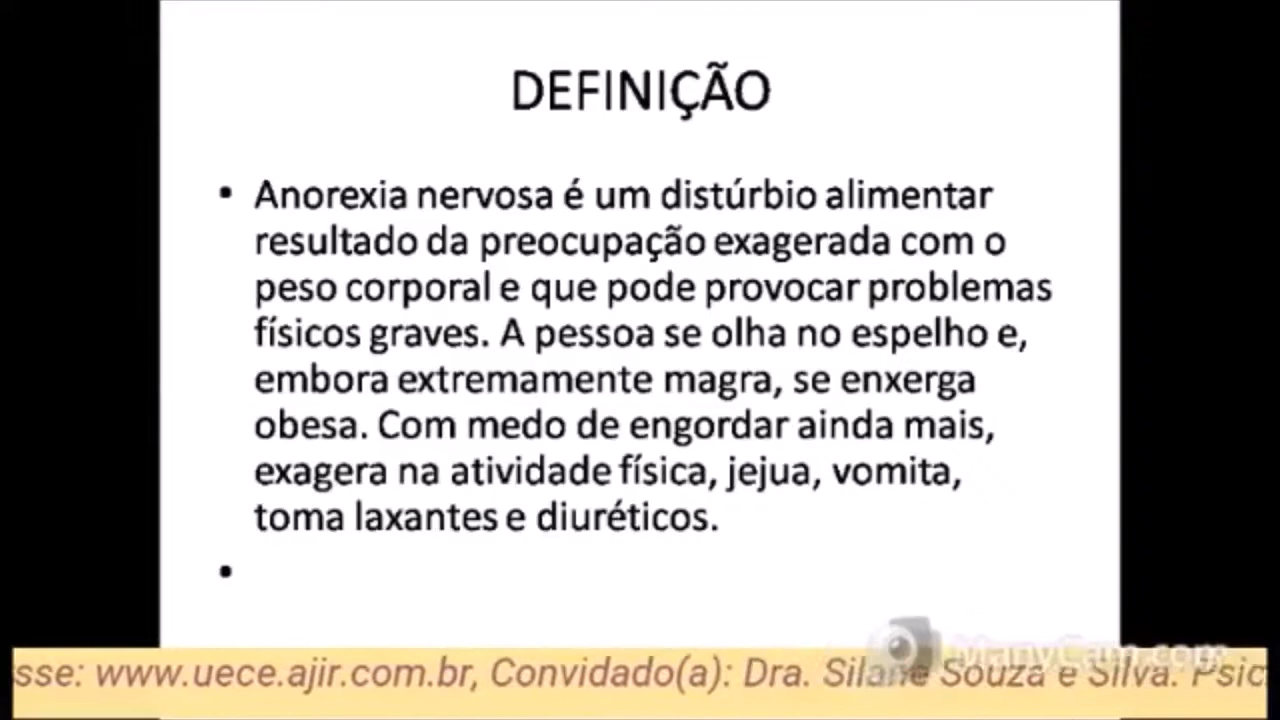 DEFINIÇÃO
• Anorexia nervosa é um distúrbio alimentar
resultado da preocupação exagerada com o
peso corporal e que pode provocar problemas
físicos graves. A pessoa se olha no espelho e,
embora extremamente magra, se enxerga
obesa. Com medo de engordar ainda mais,
exagera na atividade física, jejua, vomita,
toma laxantes e diuréticos.
•
ManyCam.com
sse: www.uece.ajir.com.br, Convidado(a): Dra. Silane Souza e Silva. Psic